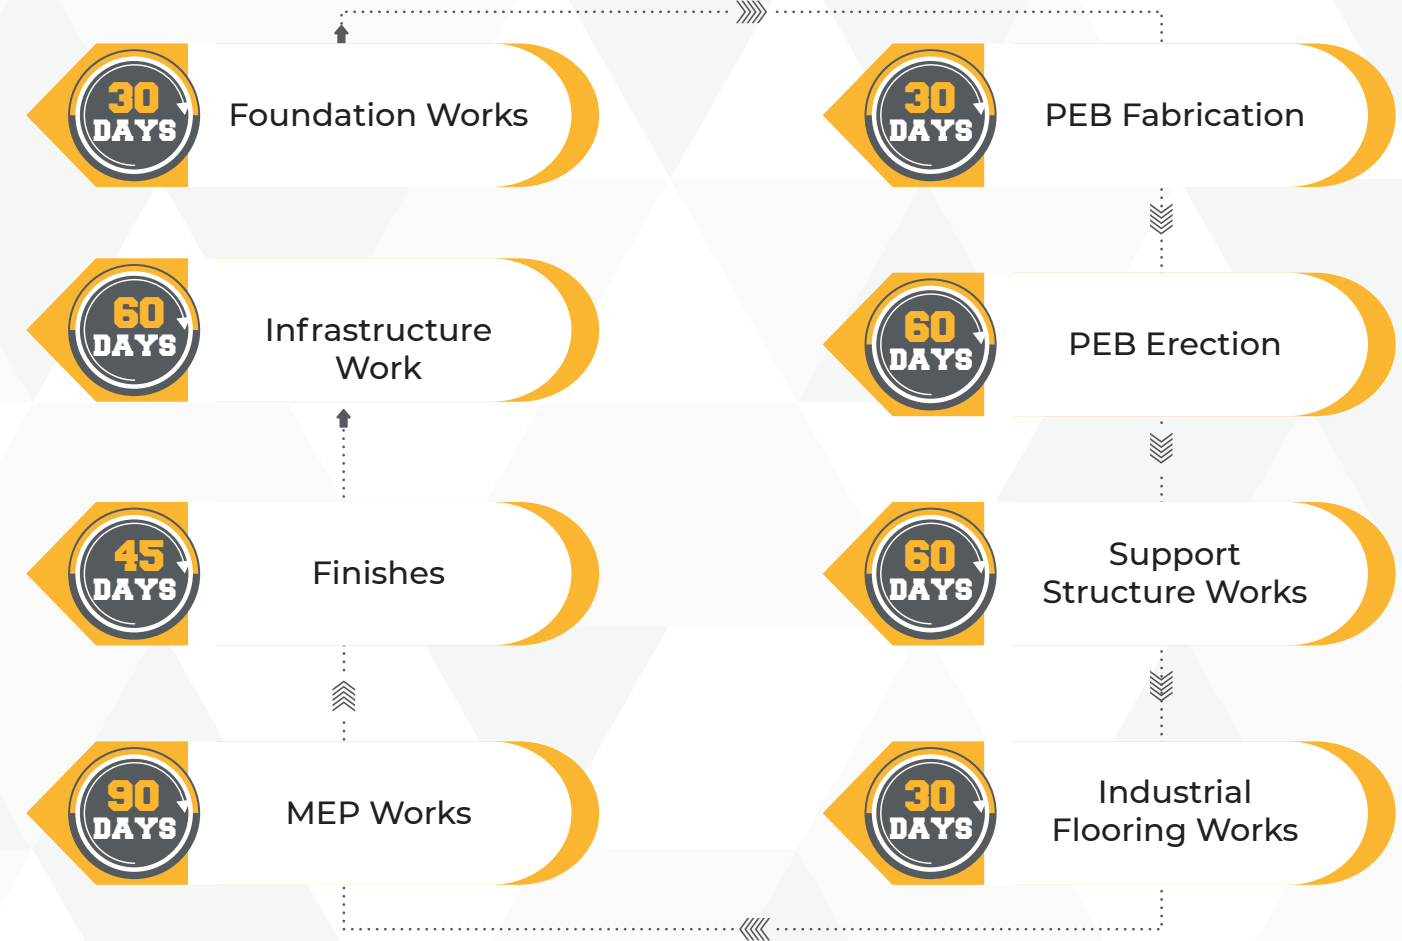 30
DAYS
Foundation Works
30
DAYS
PEB Fabrication
60
DAYS
Infrastructure
Work
60
DAYS
PEB Erection
45
DAYS
Finishes
60
DAYS
Support
Structure Works
90
DAYS
MEP Works
30
DAYS
Industrial
Flooring Works